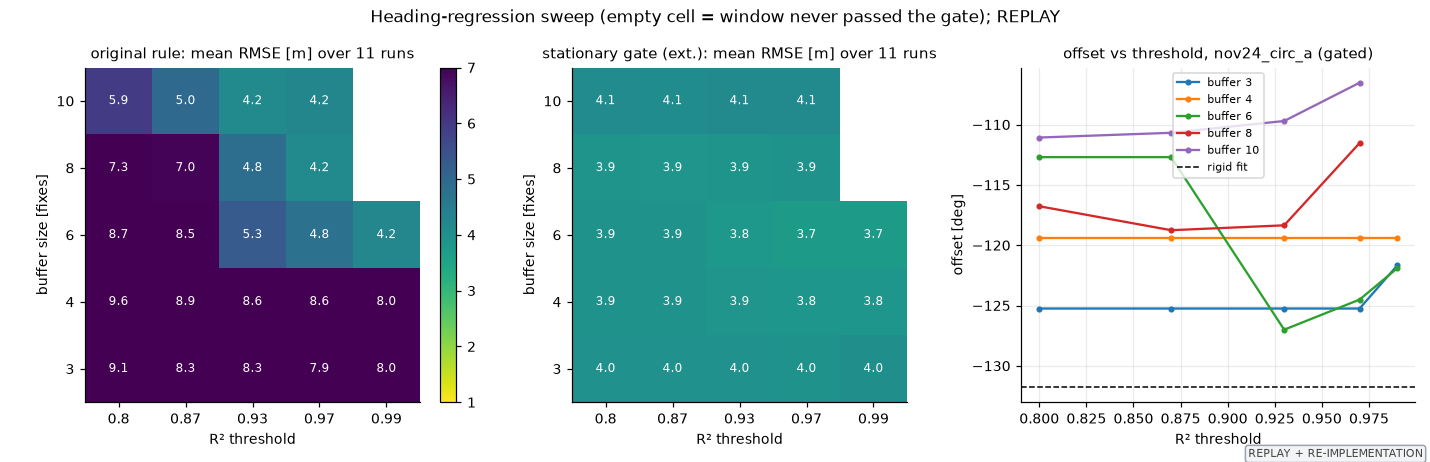 Heading-regression sweep (empty cell = window never passed the gate); REPLAY
original rule: mean RMSE [m] over 11 runs
buffer size [fixes]
10
8
6
4
3
5.9 5.0 4.2 4.2
7.3 7.0 4.8 4.2
8.7 8.5 5.3 4.8 4.2
9.6 8.9 8.6 8.6 8.0
9.1 8.3 8.3 7.9 8.0
0.8 0.87 0.93 0.97 0.99
R² threshold
7
6
5
4
3
2
1
stationary gate (ext.): mean RMSE [m] over 11 runs
buffer size [fixes]
10
8
6
4
3
4.1 4.1 4.1 4.1
3.9 3.9 3.9 3.9
3.9 3.9 3.8 3.7 3.7
3.9 3.9 3.9 3.8 3.8
4.0 4.0 4.0 4.0 4.0
0.8 0.87 0.93 0.97 0.99
R² threshold
offset vs threshold, nov24_circ_a (gated)
offset [deg]
−110
−115
−120
−125
−130
buffer 3
buffer 4
buffer 6
buffer 8
buffer 10
rigid fit
0.800 0.825 0.850 0.875 0.900 0.925 0.950 0.975
R² threshold
REPLAY + RE-IMPLEMENTATION